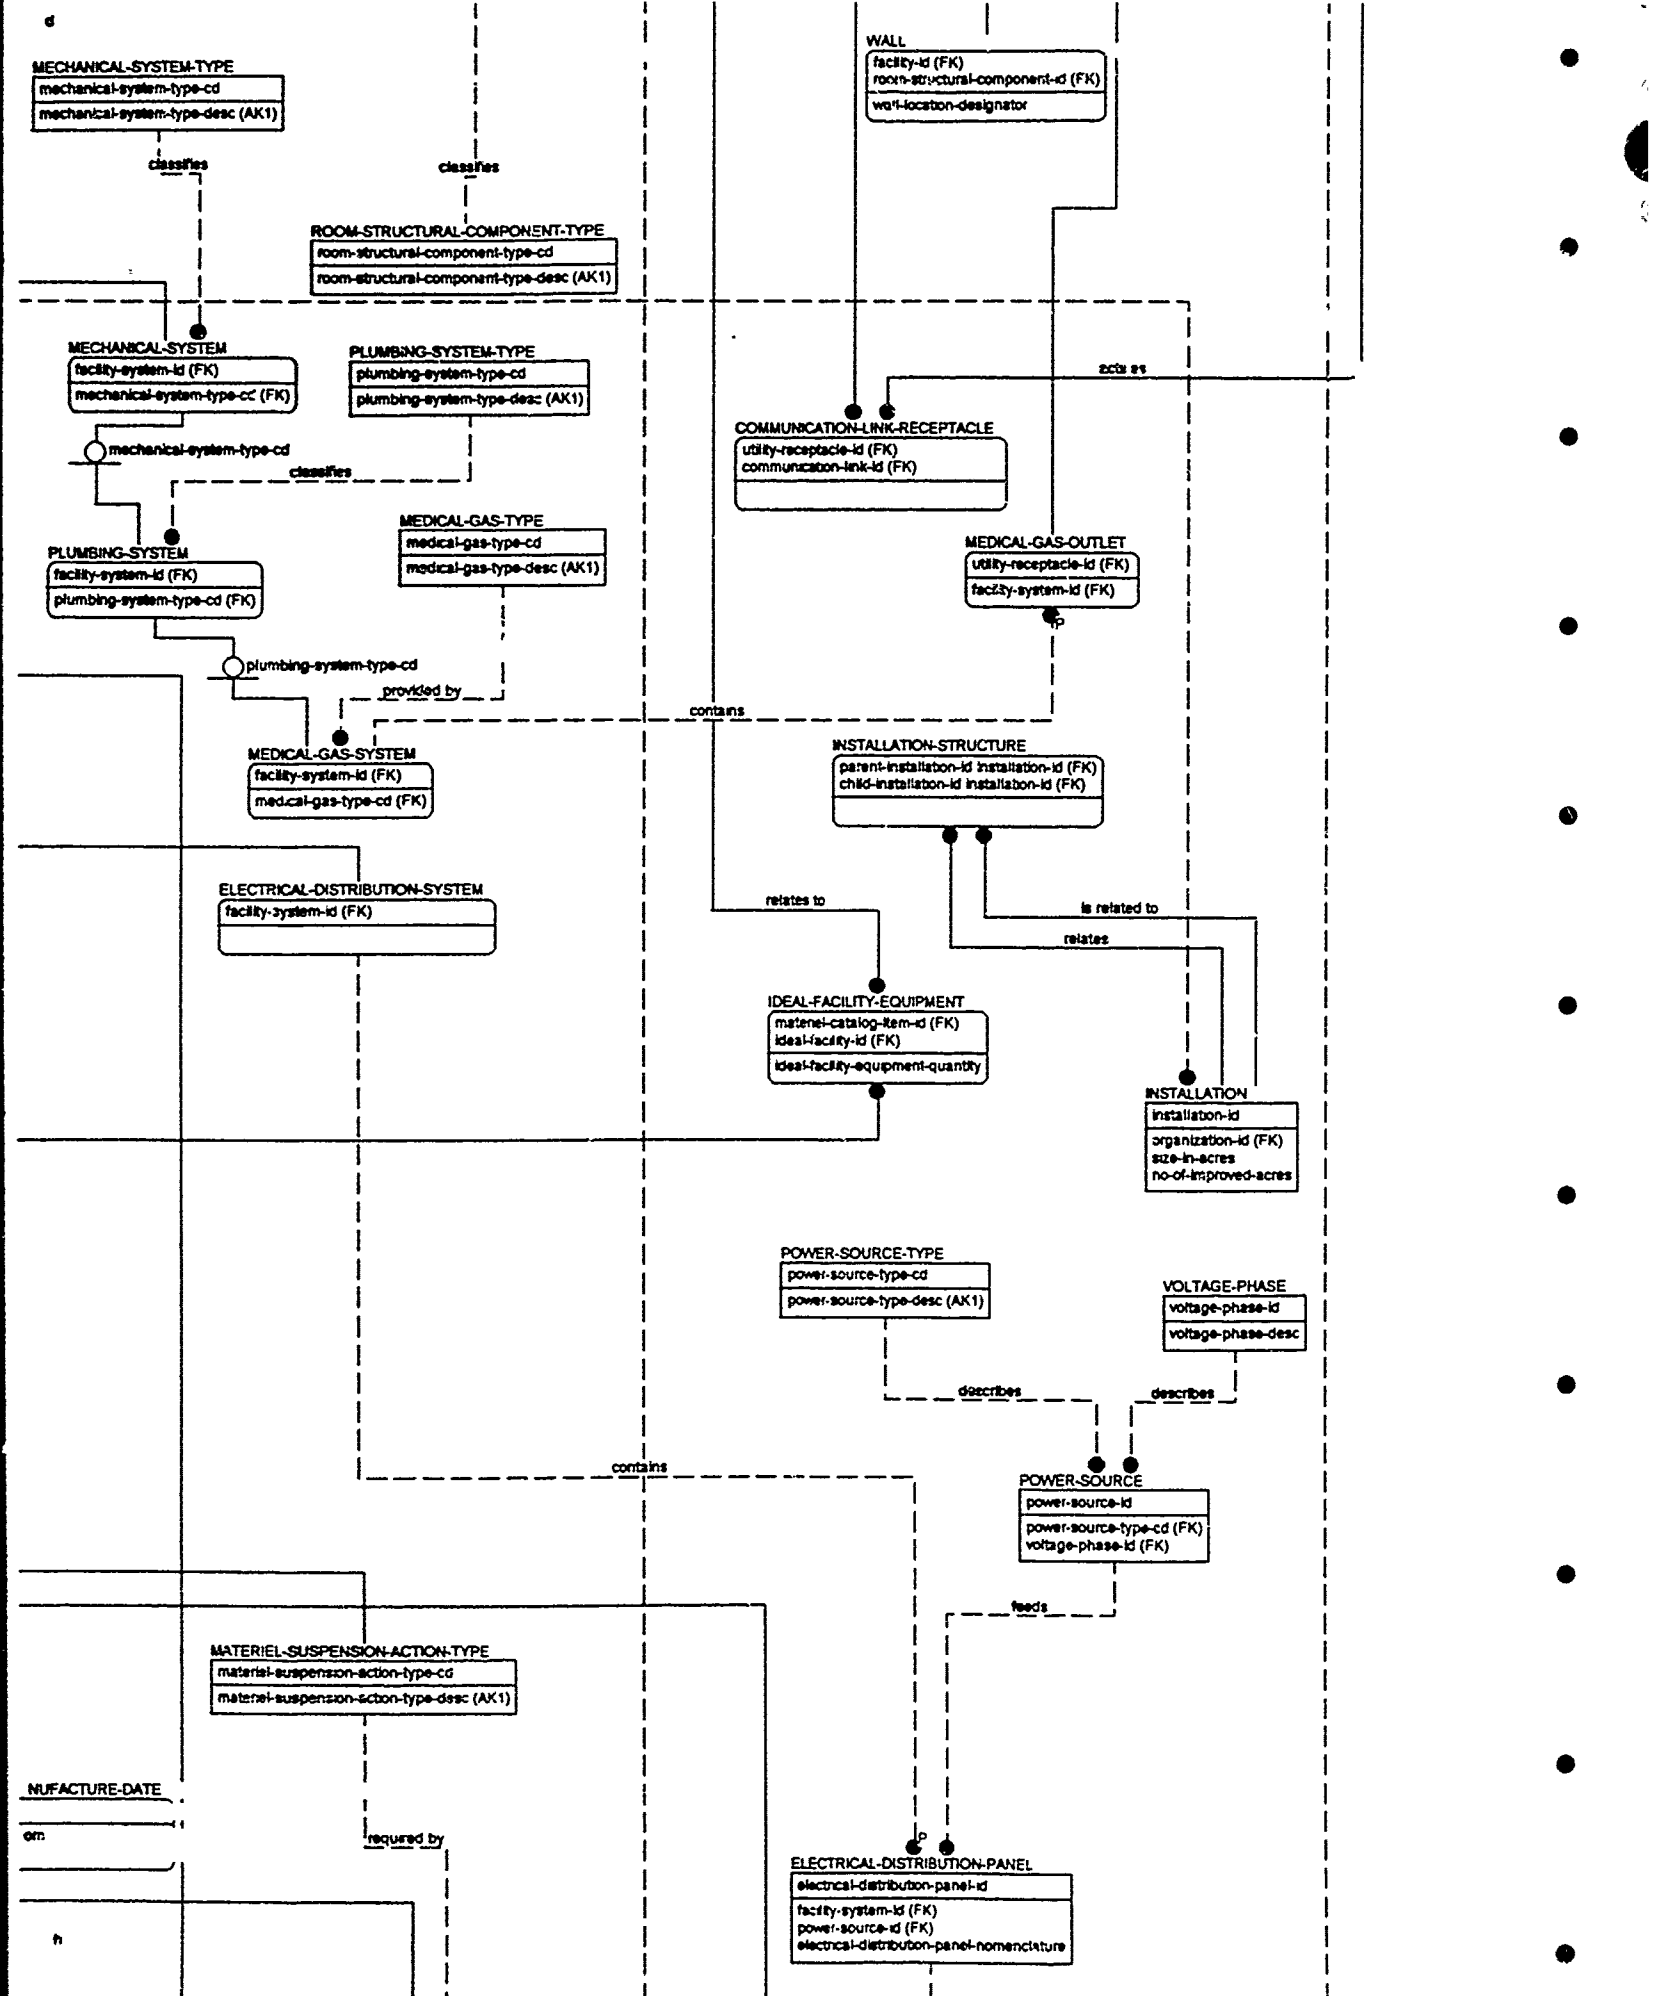 d
WALL
facility-id (FK)
room-structural-component-id (FK)
wall-location-designator
MECHANICAL-SYSTEM-TYPE
mechanical-system-type-cd
mechanical-system-type-desc (AK1)
classifies
classifies
ROOM-STRUCTURAL-COMPONENT-TYPE
room-structural-component-type-cd
room-structural-component-type-desc (AK1)
MECHANICAL-SYSTEM
facility-system-id (FK)
mechanical-system-type-cd (FK)
PLUMBING-SYSTEM-TYPE
plumbing-system-type-cd
plumbing-system-type-desc (AK1)
acts as
mechanical-system-type-cd
classifies
COMMUNICATION-LINK-RECEPTACLE
utility-receptacle-id (FK)
communication-link-id (FK)
PLUMBING-SYSTEM
facility-system-id (FK)
plumbing-system-type-cd (FK)
MEDICAL-GAS-TYPE
medical-gas-type-cd
medical-gas-type-desc (AK1)
MEDICAL-GAS-OUTLET
utility-receptacle-id (FK)
facility-system-id (FK)
P
plumbing-system-type-cd
provided by
contains
MEDICAL-GAS-SYSTEM
facility-system-id (FK)
medical-gas-type-cd (FK)
INSTALLATION-STRUCTURE
parent-installation-id installation-id (FK)
child-installation-id installation-id (FK)
ELECTRICAL-DISTRIBUTION-SYSTEM
facility-system-id (FK)
relates to
is related to
relates
IDEAL-FACILITY-EQUIPMENT
materiel-catalog-item-id (FK)
ideal-facility-id (FK)
ideal-facility-equipment-quantity
INSTALLATION
installation-id
organization-id (FK)
size-in-acres
no-of-improved-acres
POWER-SOURCE-TYPE
power-source-type-cd
power-source-type-desc (AK1)
VOLTAGE-PHASE
voltage-phase-id
voltage-phase-desc
describes
describes
contains
POWER-SOURCE
power-source-id
power-source-type-cd (FK)
voltage-phase-id (FK)
feeds
MATERIEL-SUSPENSION-ACTION-TYPE
materiel-suspension-action-type-cd
materiel-suspension-action-type-desc (AK1)
NUFACTURE-DATE
om
required by
P
ELECTRICAL-DISTRIBUTION-PANEL
electrical-distribution-panel-id
facility-system-id (FK)
power-source-id (FK)
electrical-distribution-panel-nomenclature
h